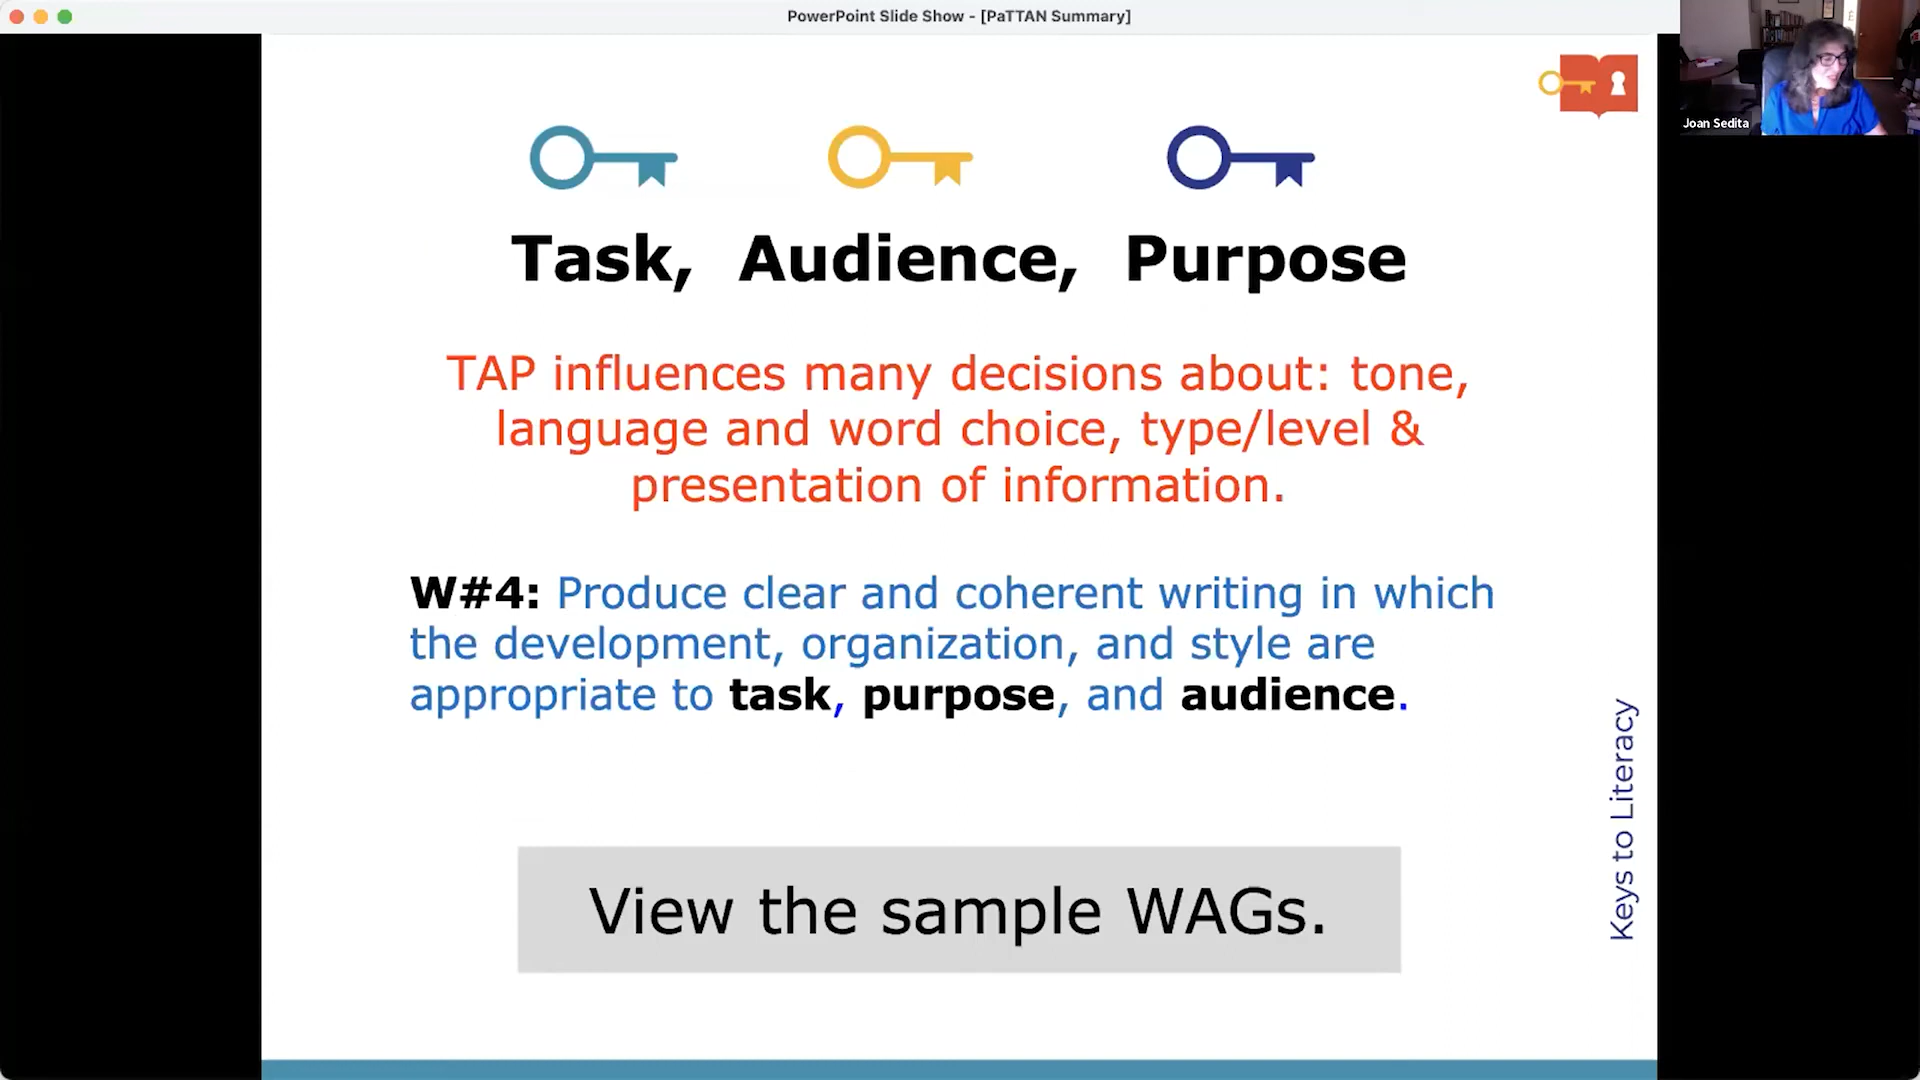 PowerPoint Slide Show - [PaTTAN Summary]
Joan Sedita
Task, Audience, Purpose
TAP influences many decisions about: tone,
language and word choice, type/level &
presentation of information.
W#4: Produce clear and coherent writing in which
the development, organization, and style are
appropriate to task, purpose, and audience.
Keys to Literacy
View the sample WAGs.